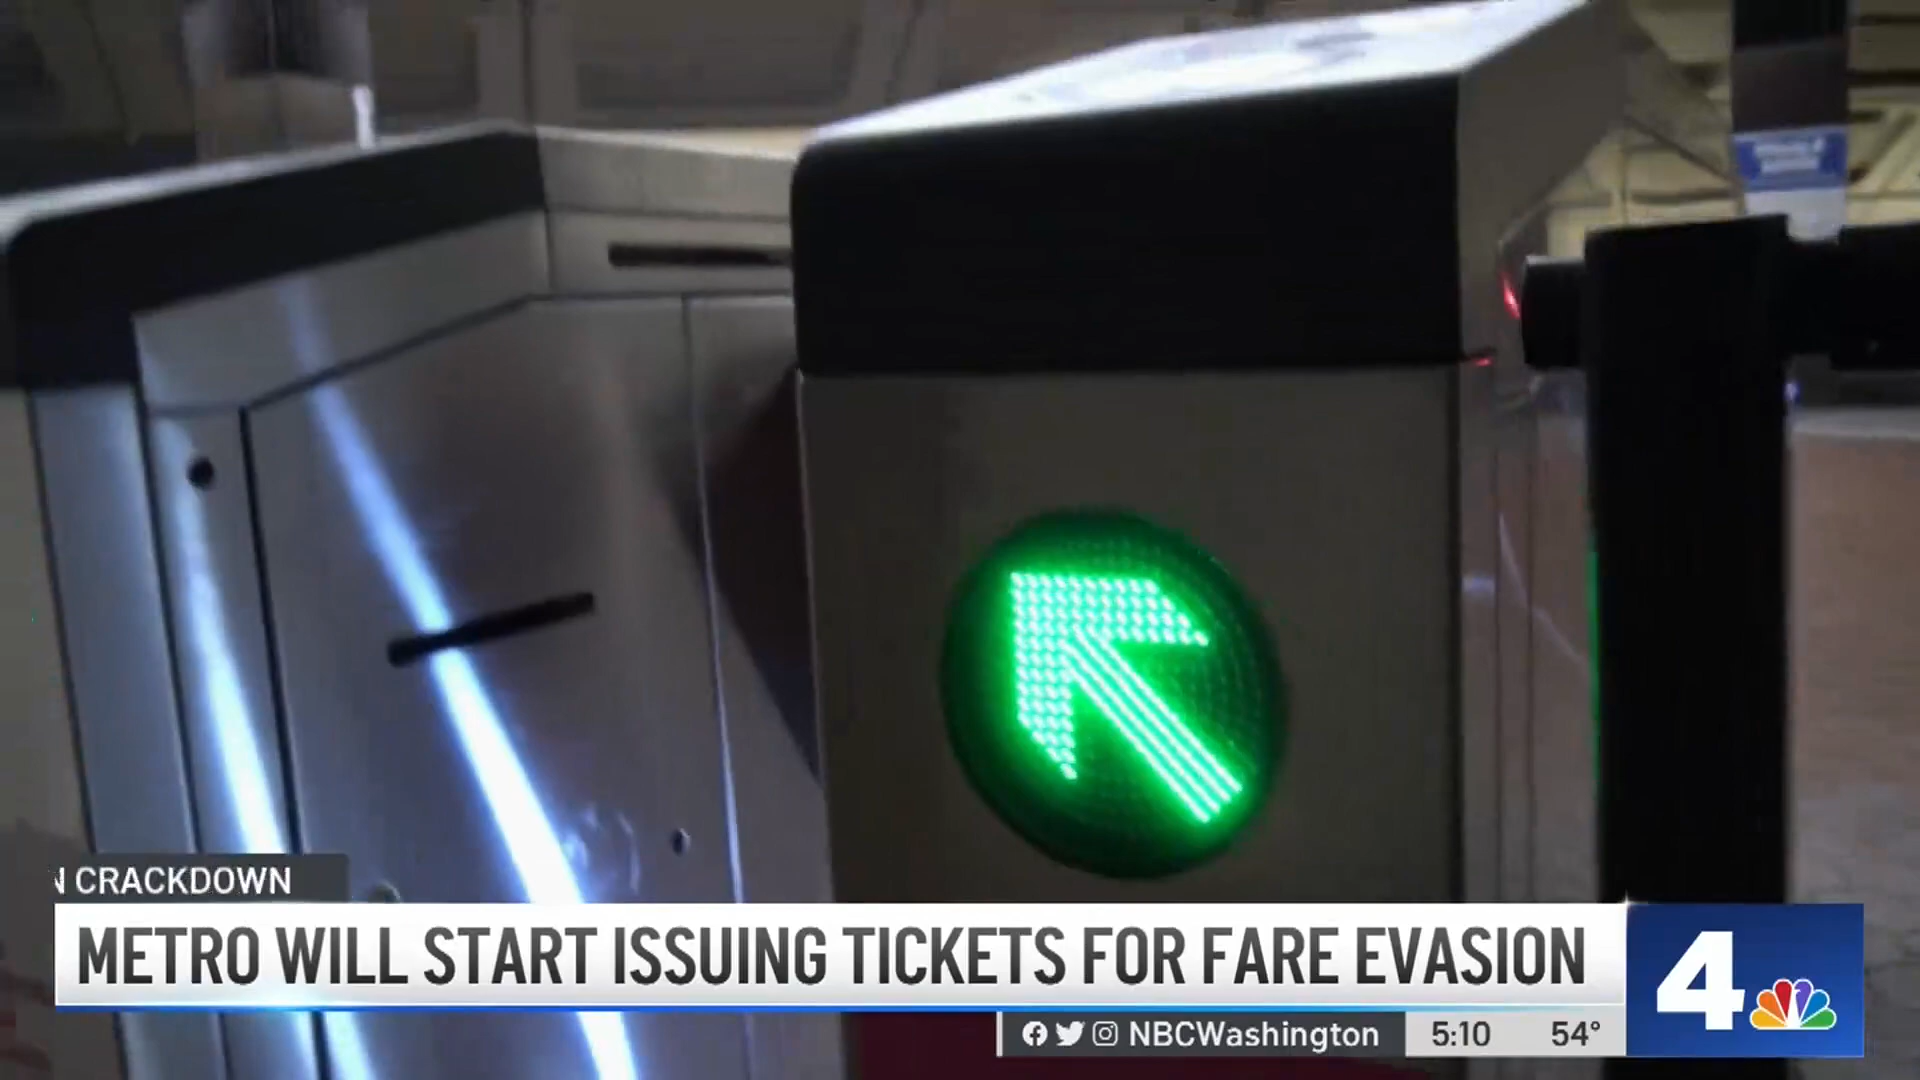 N CRACKDOWN
METRO WILL START ISSUING TICKETS FOR FARE EVASION
4
NBCWashington
5:10
54°